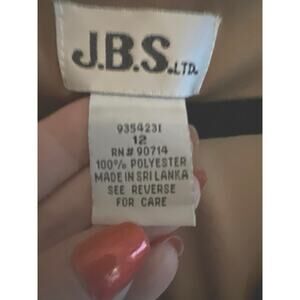 J.B.S.LTD.
9354231
12
RN# 90714
100% POLYESTER
MADE IN SRI LANKA
SEE REVERSE
FOR CARE